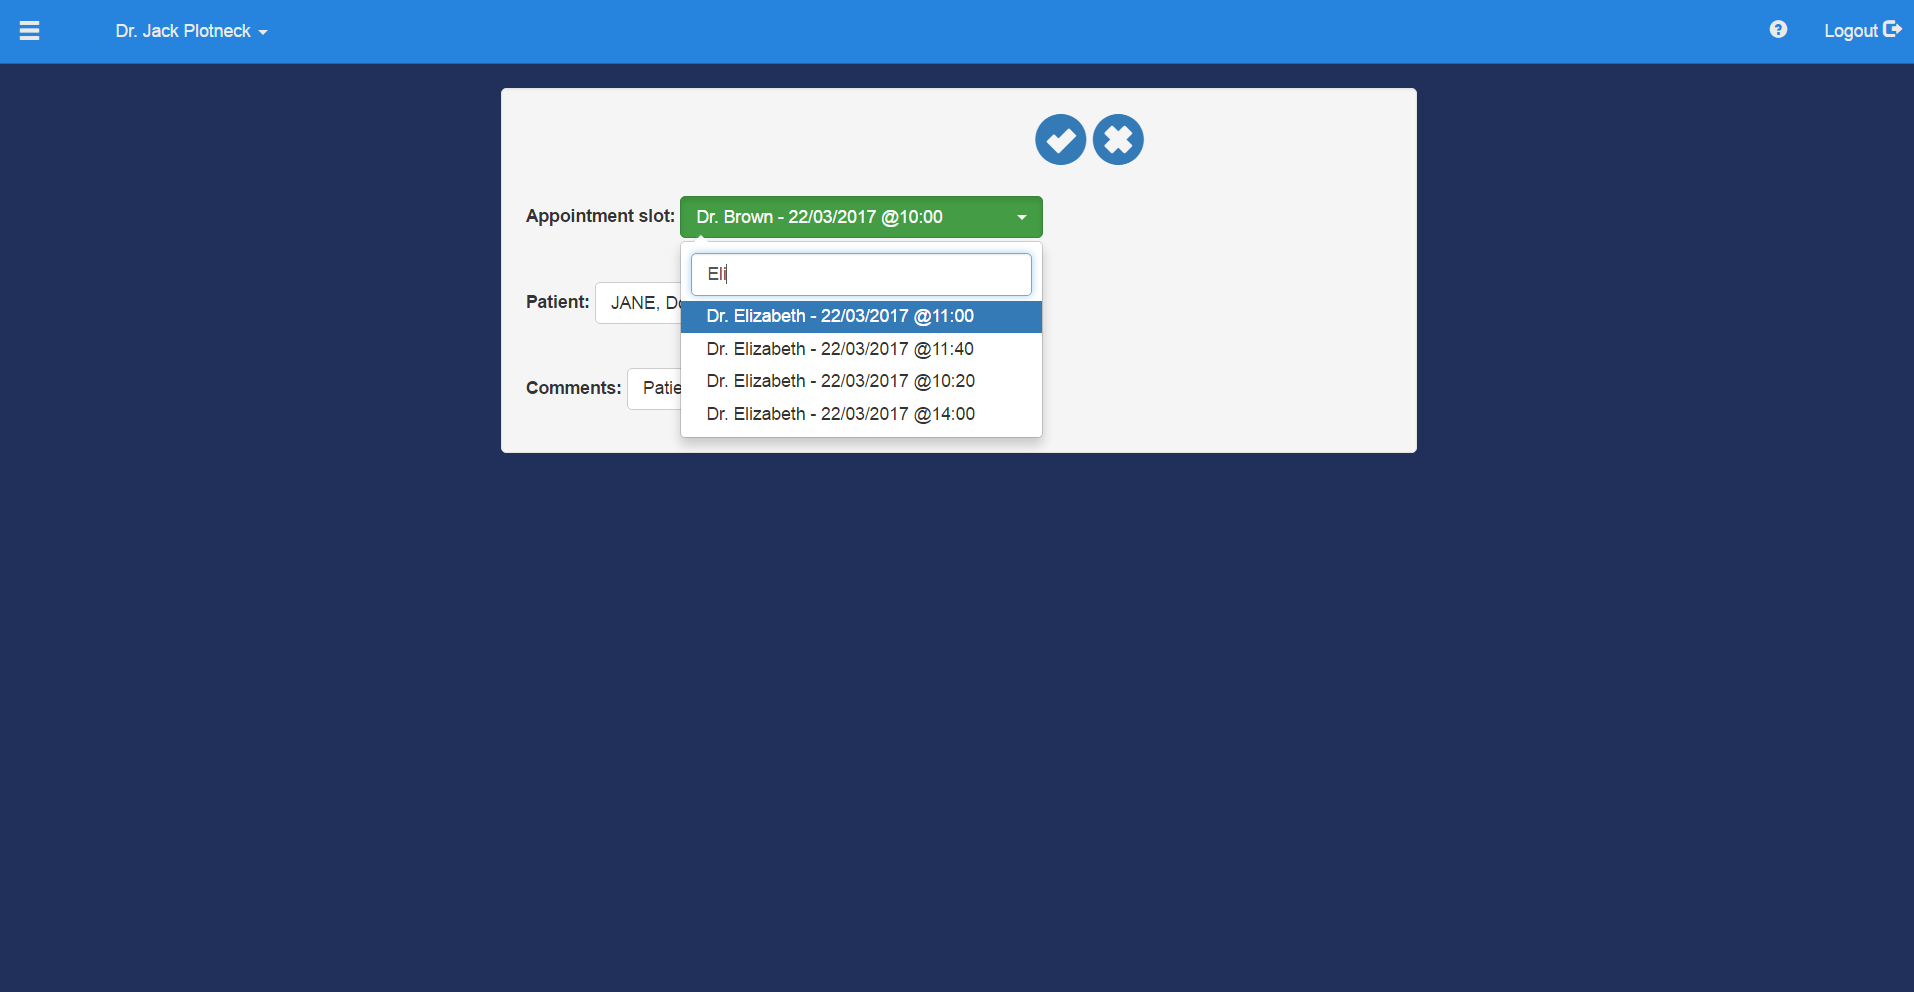 Dr. Jack Plotneck
Logout
Appointment slot: Dr. Brown - 22/03/2017 @10:00
Eli
Patient: JANE,
Dr. Elizabeth - 22/03/2017 @11:00
Dr. Elizabeth - 22/03/2017 @11:40
Dr. Elizabeth - 22/03/2017 @10:20
Comments: Patie
Dr. Elizabeth - 22/03/2017 @14:00